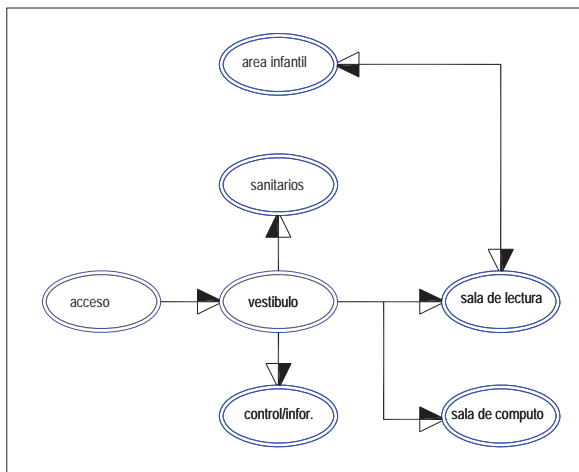 area infantil
sanitarios
acceso
vestibulo
sala de lectura
control/infor.
sala de computo